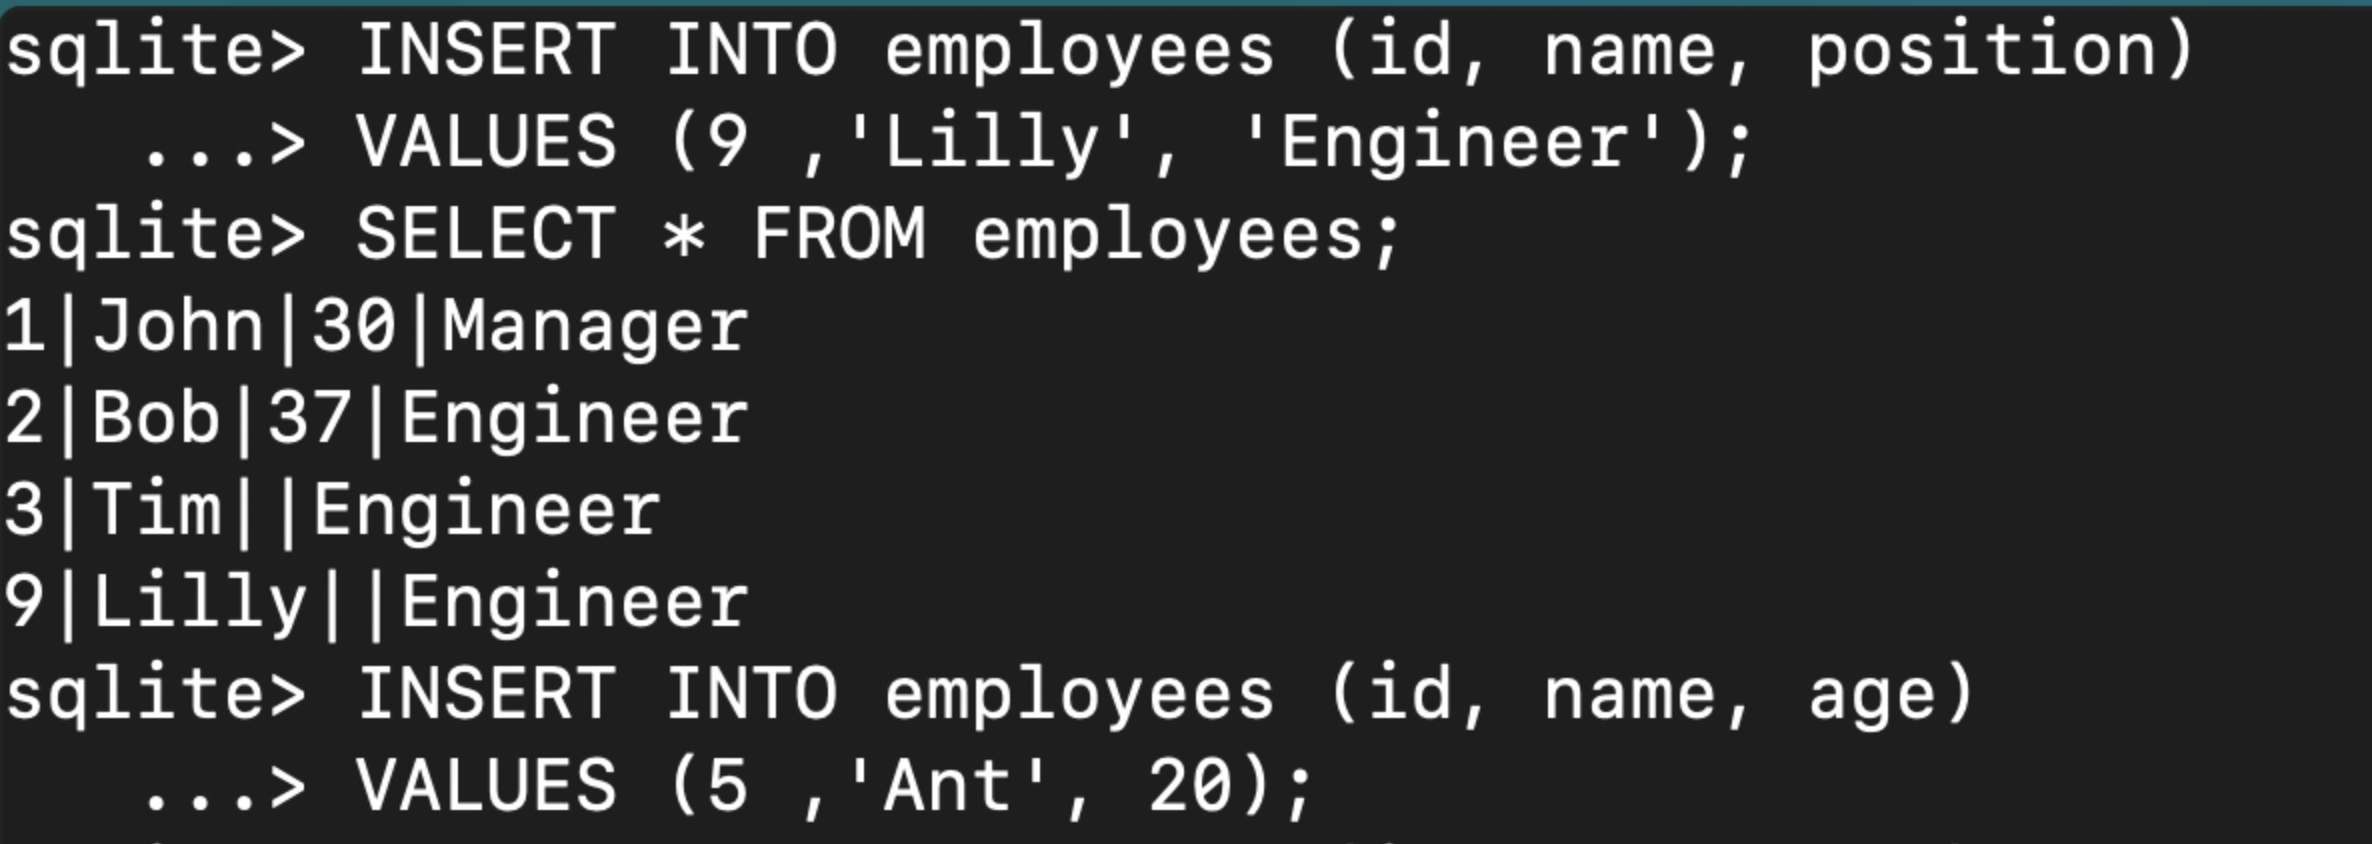 sqlite> INSERT INTO employees (id, name, position)
   ...> VALUES (9 ,'Lilly', 'Engineer');
sqlite> SELECT * FROM employees;
1|John|30|Manager
2|Bob|37|Engineer
3|Tim||Engineer
9|Lilly||Engineer
sqlite> INSERT INTO employees (id, name, age)
   ...> VALUES (5 ,'Ant', 20);